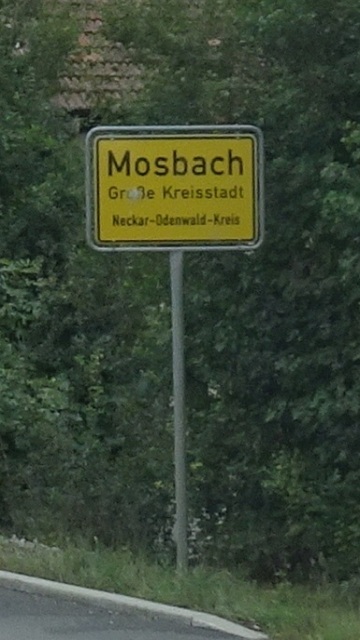 Mosbach
Große Kreisstadt
Neckar-Odenwald-Kreis